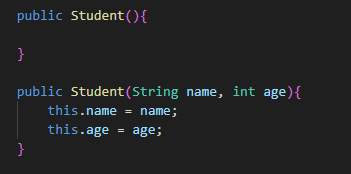 public Student(){
}
public Student(String name, int age){
this.name = name;
this.age = age;
}